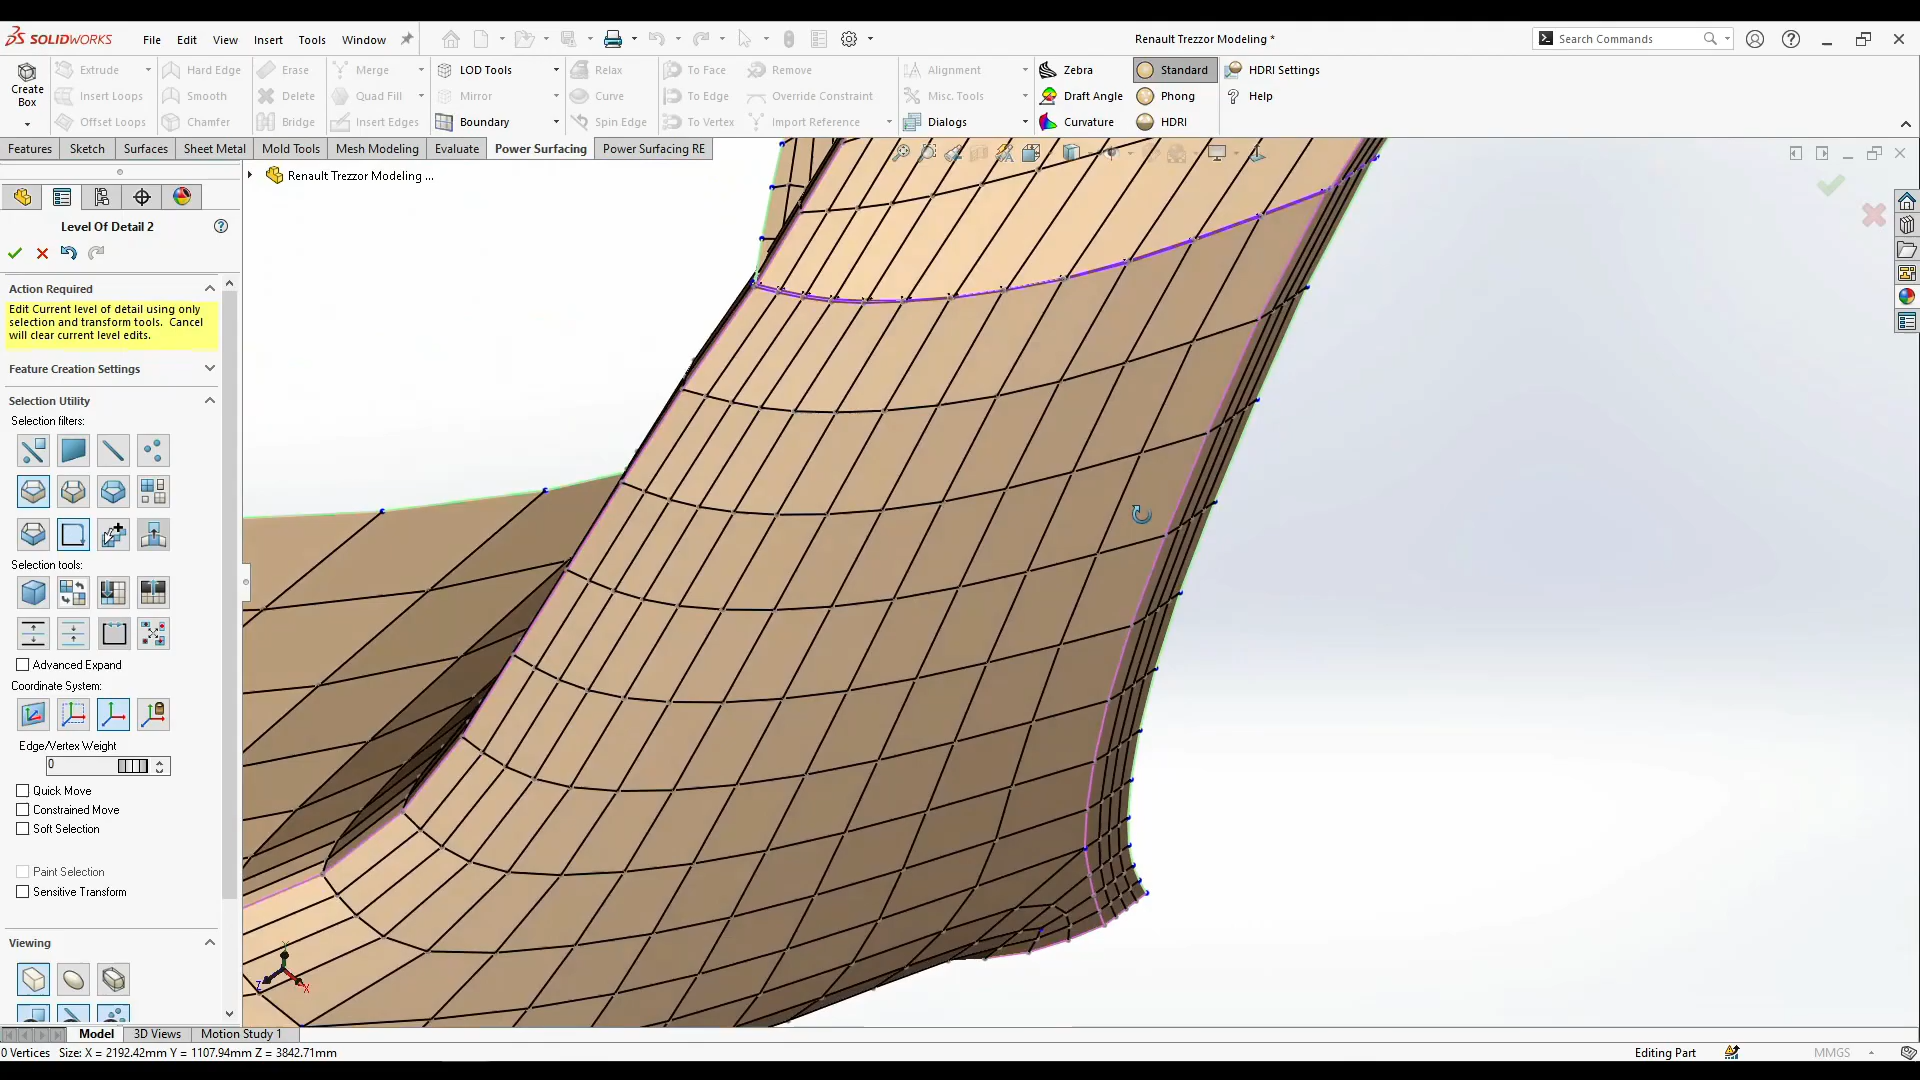 SOLIDWORKS File Edit View Insert Tools Window Renault Trezzor Modeling * Search Commands
Create Box
Extrude Hard Edge Erase Merge LOD Tools Relax To Face Remove Alignment Zebra Standard HDRI Settings
Insert Loops Smooth Delete Quad Fill Mirror Curve To Edge Override Constraint Misc. Tools Draft Angle Phong Help
Offset Loops Chamfer Bridge Insert Edges Boundary Spin Edge To Vertex Import Reference Dialogs Curvature HDRI
Features Sketch Surfaces Sheet Metal Mold Tools Mesh Modeling Evaluate Power Surfacing Power Surfacing RE
Renault Trezzor Modeling ...
Level Of Detail 2
Action Required
Edit Current level of detail using only
selection and transform tools. Cancel
will clear current level edits.
Feature Creation Settings
Selection Utility
Selection filters:
Selection tools:
Advanced Expand
Coordinate System:
Edge/Vertex Weight
0
Quick Move
Constrained Move
Soft Selection
Paint Selection
Sensitive Transform
Viewing
Y
Z X
Model 3D Views Motion Study 1
0 Vertices Size: X = 2192.42mm Y = 1107.94mm Z = 3842.71mm Editing Part MMGS